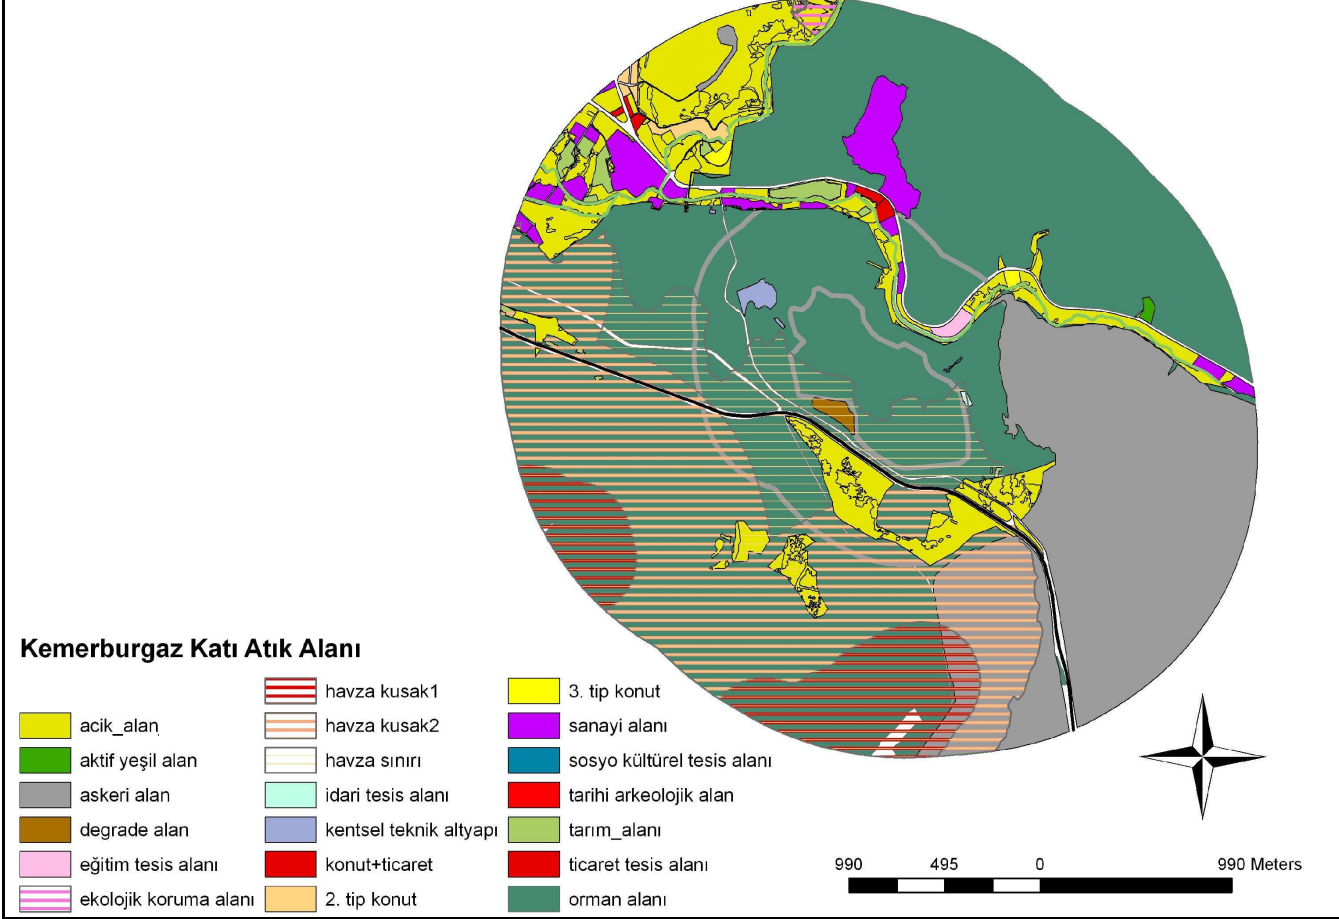 Kemerburgaz Katı Atık Alanı
acik_alan
aktif yeşil alan
askeri alan
degrade alan
eğitim tesis alanı
ekolojik koruma alanı
havza kusak1
havza kusak2
havza sınırı
idari tesis alanı
kentsel teknik altyapı
konut+ticaret
2. tip konut
3. tip konut
sanayi alanı
sosyo kültürel tesis alanı
tarihi arkeolojik alan
tarım_alanı
ticaret tesis alanı
orman alanı
990 495 0 990 Meters